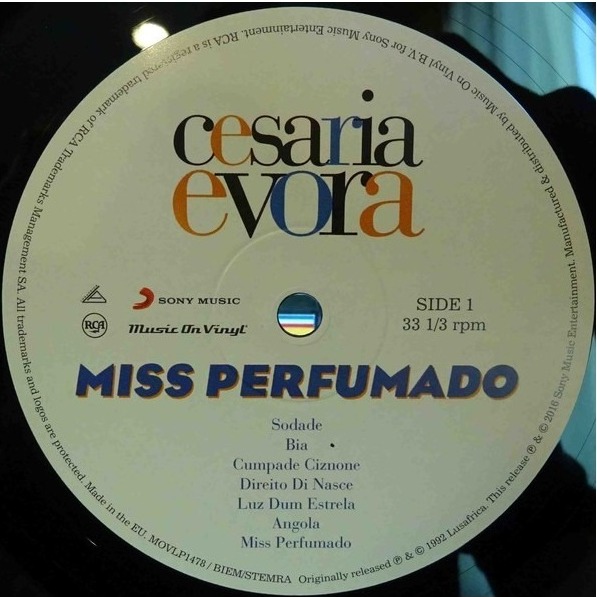 cesaria
evora
SONY MUSIC
RCA
Music On Vinyl
SIDE 1
33 1/3 rpm
MISS PERFUMADO
Sodade
Bia
Cumpade Ciznone
Direito Di Nasce
Luz Dum Estrela
Angola
Miss Perfumado
Made in the EU. MOVLP1478 / BIEM/STEMRA Originally released ℗ & © 1992 Lusafrica. This release ℗ & © 2016 Sony Music Entertainment. Manufactured & distributed by Music On Vinyl B.V. for Sony Music Entertainment. RCA is a registered trademark of RCA Trademarks Management SA. All trademarks and logos are protected.